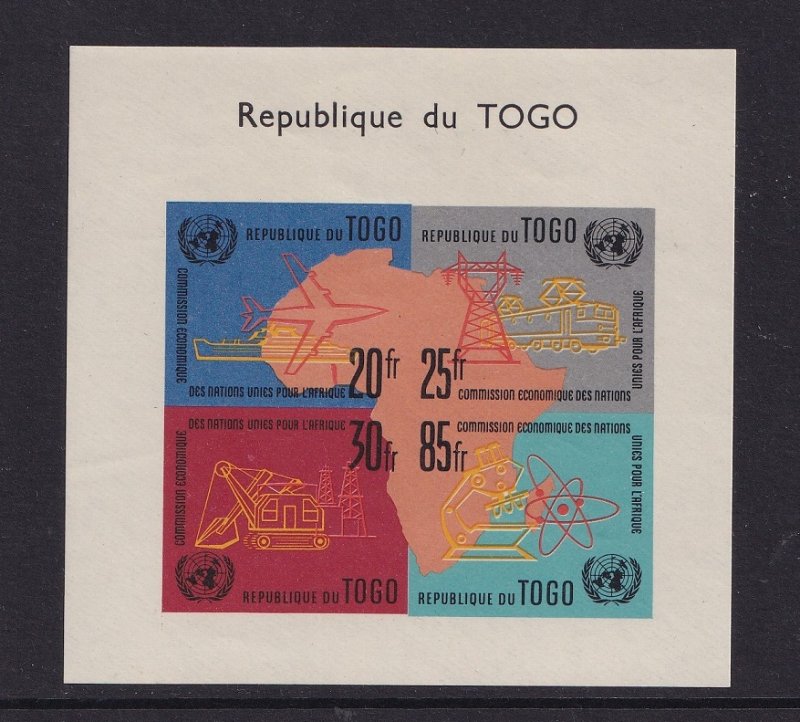 Republique du TOGO
REPUBLIQUE DU TOGO
COMMISSION ECONOMIQUE
DES NATIONS UNIES POUR L'AFRIQUE
20fr
REPUBLIQUE DU TOGO
25fr
COMMISSION ECONOMIQUE DES NATIONS
UNIES POUR L'AFRIQUE
DES NATIONS UNIES POUR L'AFRIQUE
30fr
COMMISSION ECONOMIQUE
REPUBLIQUE DU TOGO
COMMISSION ECONOMIQUE DES NATIONS
85fr
UNIES POUR L'AFRIQUE
REPUBLIQUE DU TOGO